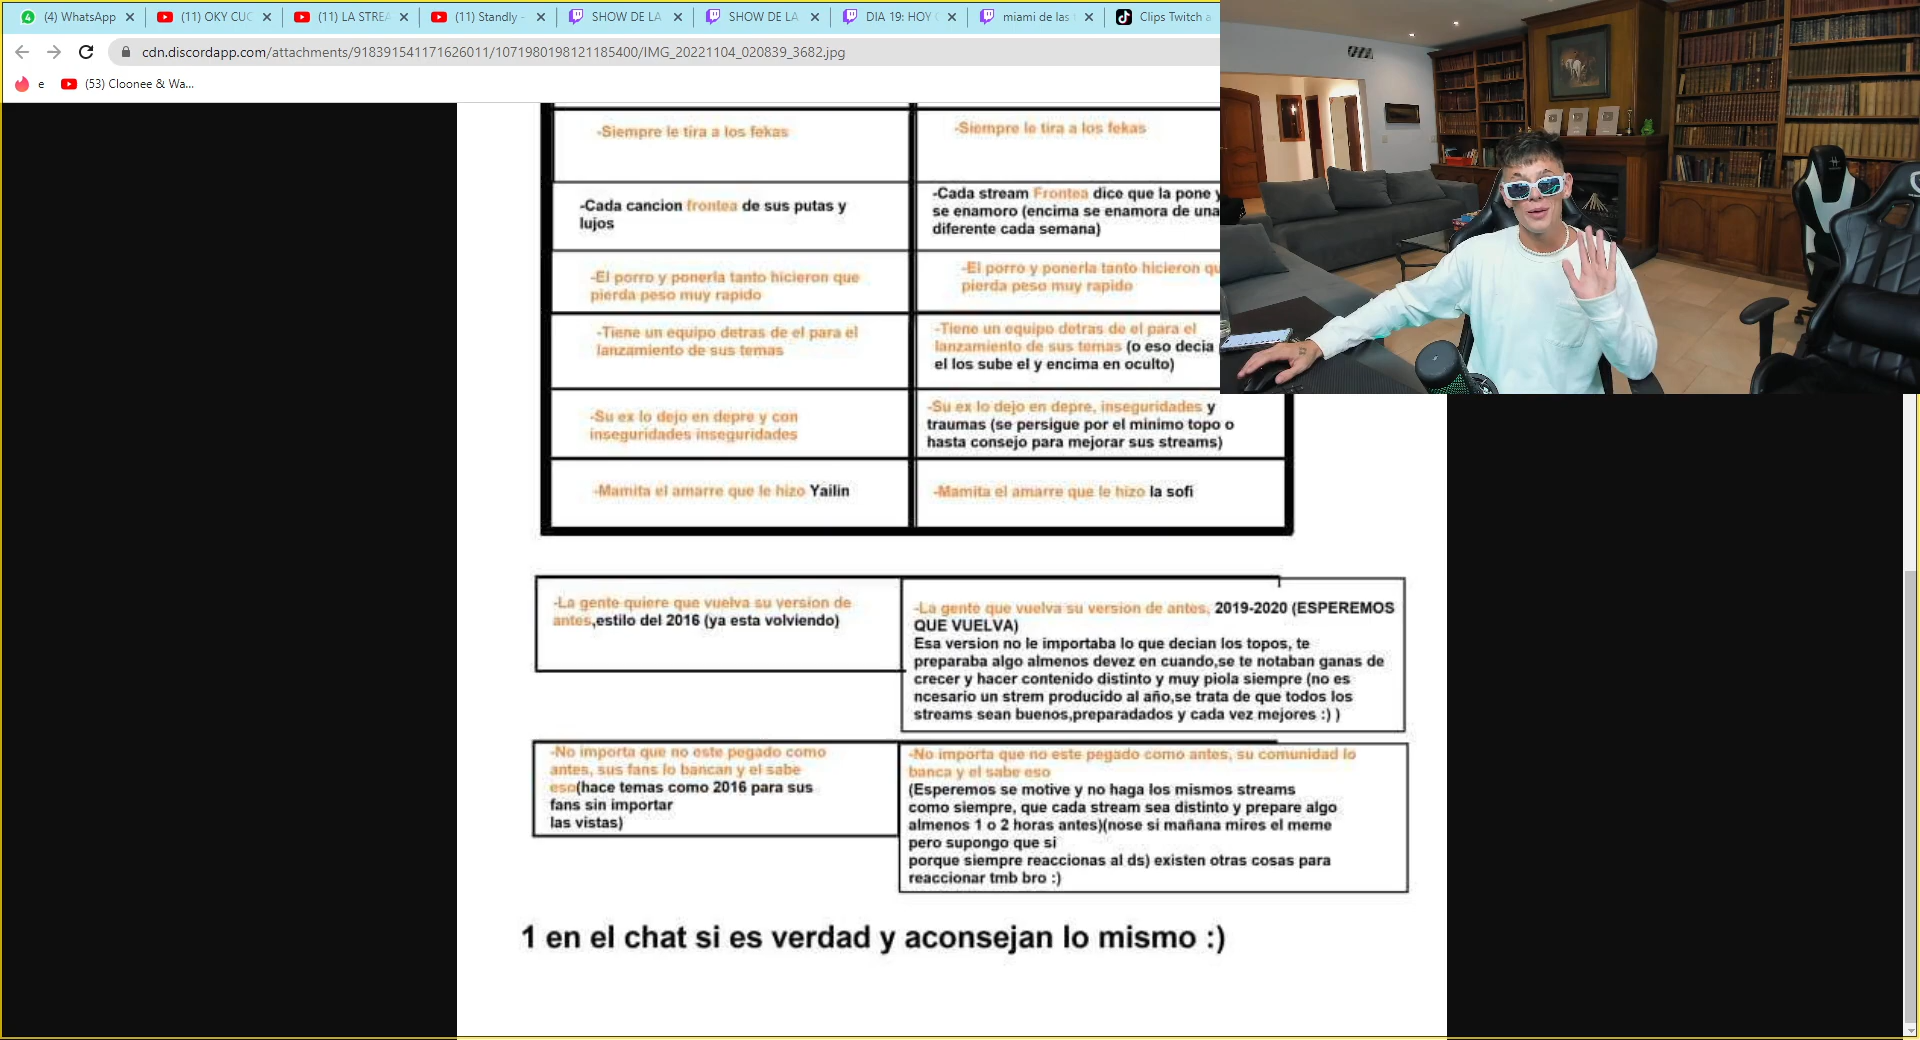 (4) WhatsApp
(11) OKY CUC
(11) LA STREA
(11) Standly -
SHOW DE LA
SHOW DE LA
DIA 19: HOY
miami de las
Clips Twitch a
cdn.discordapp.com/attachments/918391541171626011/1071980198121185400/IMG_20221104_020839_3682.jpg
e
(53) Cloonee & Wa...
-Siempre le tira a los fekas
-Siempre le tira a los fekas
-Cada cancion frontea de sus putas y
lujos
-Cada stream Frontea dice que la pone y
se enamoro (encima se enamora de una
diferente cada semana)
-El porro y ponerla tanto hicieron que
pierda peso muy rapido
-El porro y ponerla tanto hicieron qu
pierda peso muy rapido
-Tiene un equipo detras de el para el
lanzamiento de sus temas
-Tiene un equipo detras de el para el
lanzamiento de sus temas (o eso decia
el los sube el y encima en oculto)
-Su ex lo dejo en depre y con
inseguridades inseguridades
-Su ex lo dejo en depre, inseguridades y
traumas (se persigue por el minimo topo o
hasta consejo para mejorar sus streams)
-Mamita el amarre que le hizo Yailin
-Mamita el amarre que le hizo la sofi
-La gente quiere que vuelva su version de
antes,estilo del 2016 (ya esta volviendo)
-La gente que vuelva su version de antes, 2019-2020 (ESPEREMOS
QUE VUELVA)
Esa version no le importaba lo que decian los topos, te
preparaba algo almenos devez en cuando,se te notaban ganas de
crecer y hacer contenido distinto y muy piola siempre (no es
ncesario un strem producido al año,se trata de que todos los
streams sean buenos,preparadados y cada vez mejores :) )
-No importa que no este pegado como
antes, sus fans lo bancan y el sabe
eso(hace temas como 2016 para sus
fans sin importar
las vistas)
-No importa que no este pegado como antes, su comunidad lo
banca y el sabe eso
(Esperemos se motive y no haga los mismos streams
como siempre, que cada stream sea distinto y prepare algo
almenos 1 o 2 horas antes)(nose si mañana mires el meme
pero supongo que si
porque siempre reaccionas al ds) existen otras cosas para
reaccionar tmb bro :)
1 en el chat si es verdad y aconsejan lo mismo :)